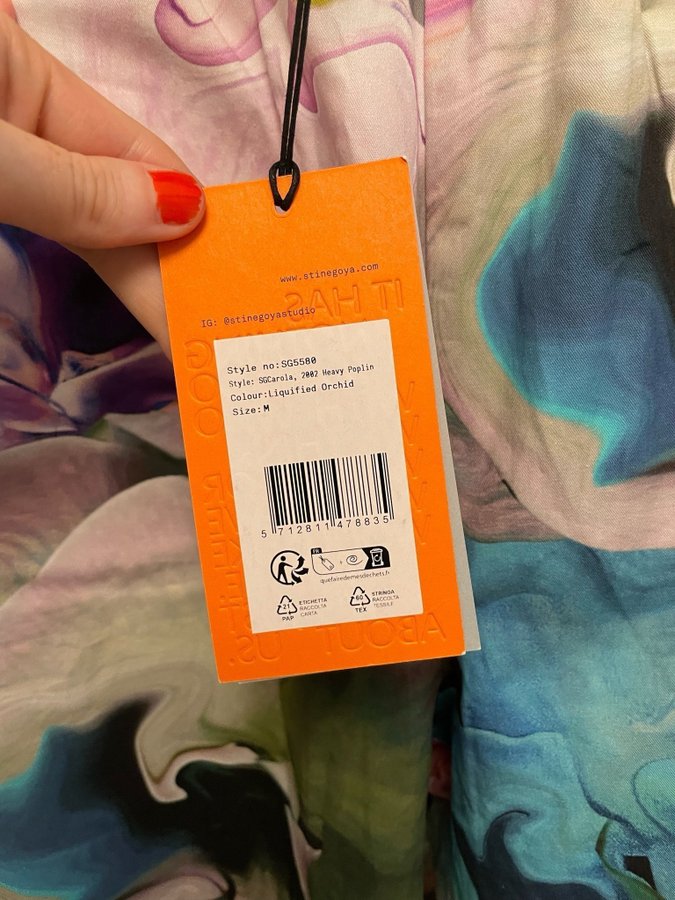 www.stinegoya.com
IG: @stinegoyastudio
Style no:SG5580
Style: SGCarola, 2002 Heavy Poplin
Colour:Liquified Orchid
Size: M
5 712811 478835
FR
quefairedemesdechets.fr
21
PAP
ETICHETTA
RACCOLTA
CARTA
60
TEX
STRINGA
RACCOLTA
TESSILE
IT HAS
ABOUT
US.